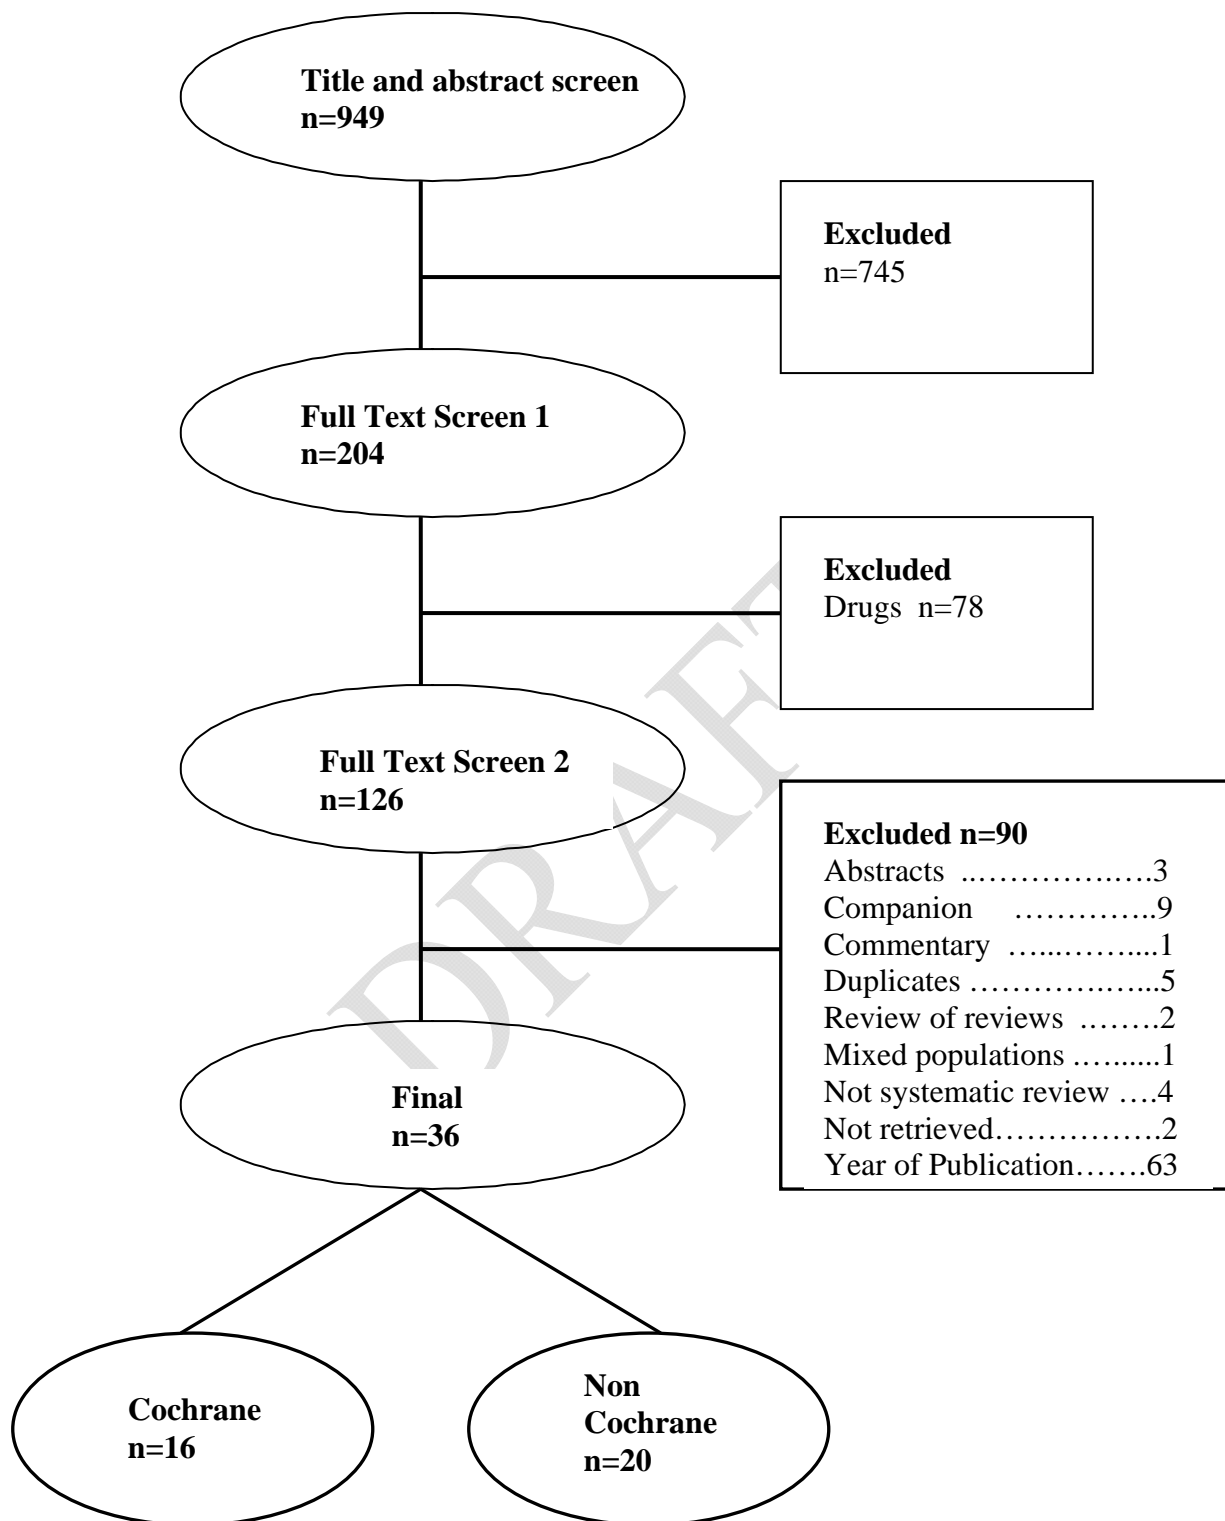 Title and abstract screen
n=949
Excluded
n=745
Full Text Screen 1
n=204
Excluded
Drugs  n=78
Full Text Screen 2
n=126
Excluded n=90
Abstracts  ..………….….3
Companion     …………..9
Commentary  …...……....1
Duplicates ………….…...5
Review of reviews  .…….2
Mixed populations …......1
Not systematic review ….4
Not retrieved…………….2
Year of Publication…….63
DRAFT
Final
n=36
Cochrane
n=16
Non
Cochrane
n=20